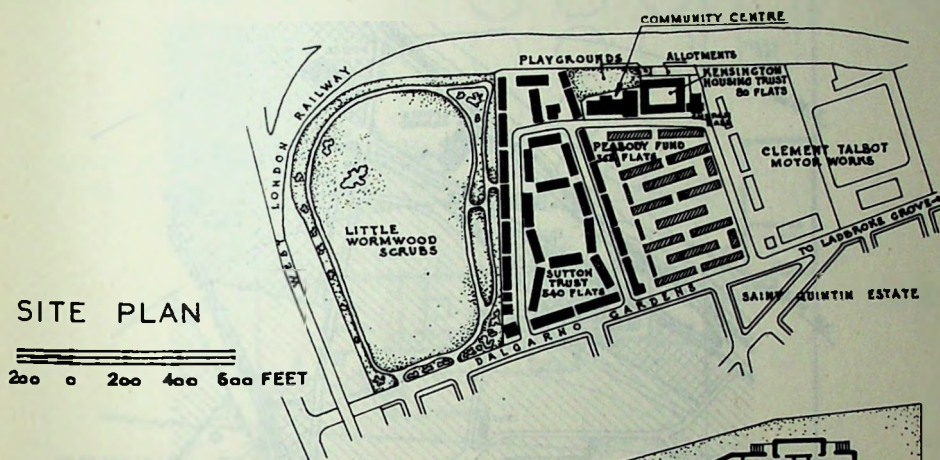 COMMUNITY CENTRE
PLAYGROUNDS
ALLOTMENTS
KENSINGTON
HOUSING TRUST
80 FLATS
WEST LONDON RAILWAY
PEABODY FUND
FLATS
CLEMENT TALBOT
MOTOR WORKS
LITTLE
WORMWOOD
SCRUBS
TO LADBROKE GROVE
SUTTON
TRUST
540 FLATS
SAINT QUINTIN ESTATE
DALGARNO GARDENS
SITE PLAN
200 0 200 400 600 FEET